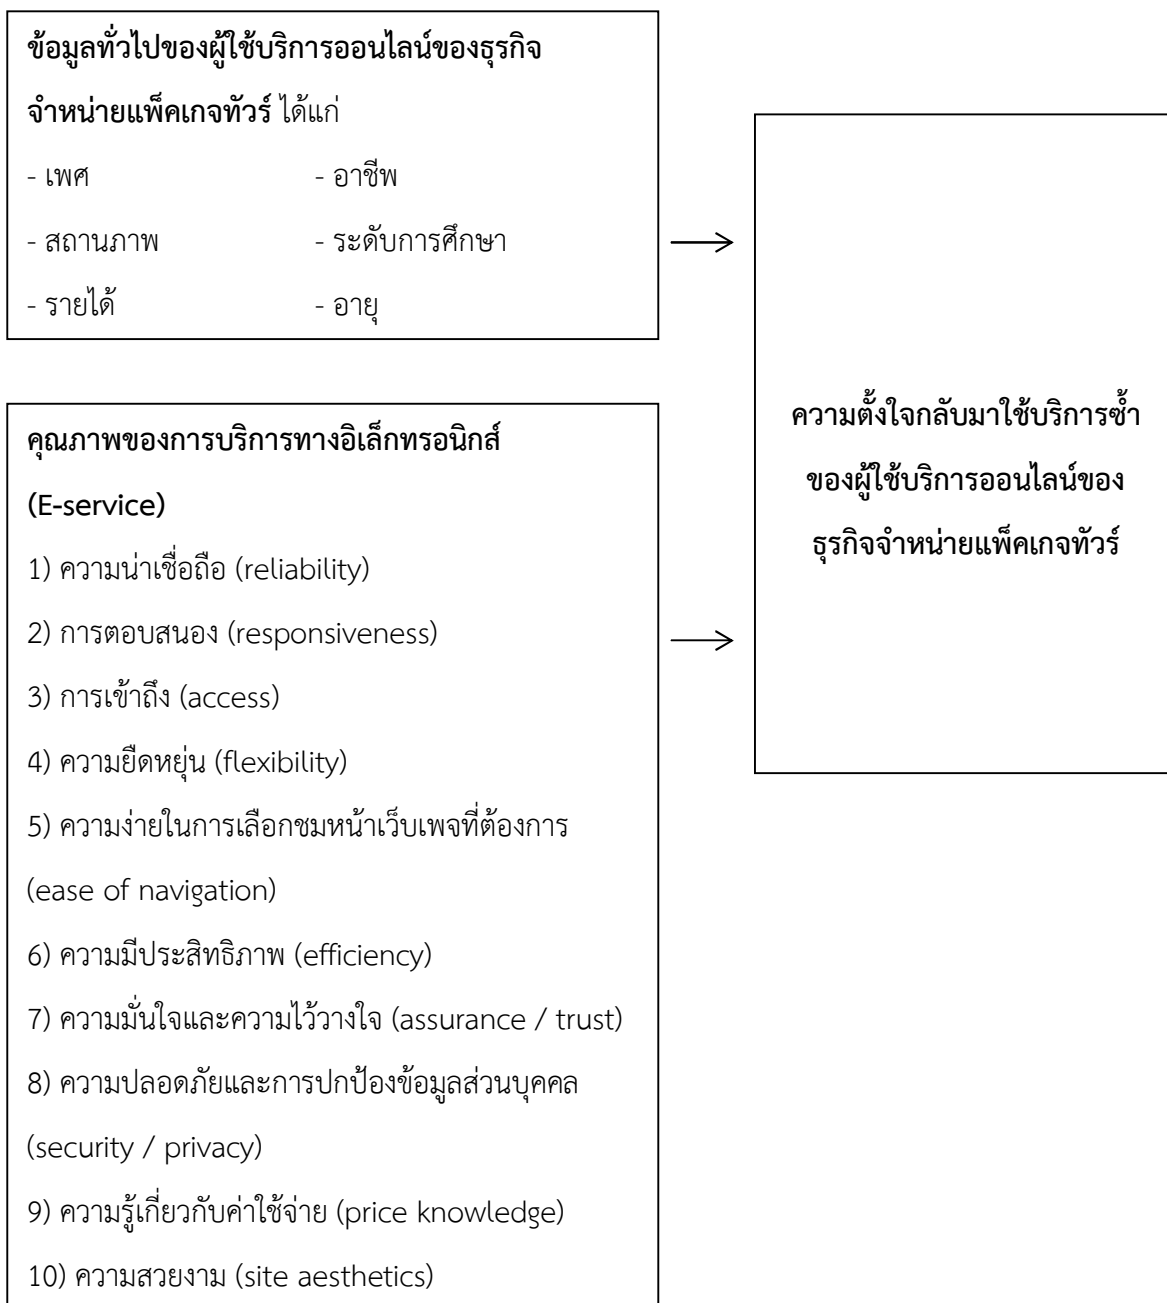 ข้อมูลทั่วไปของผู้ใช้บริการออนไลน์ของธุรกิจ
จำหน่ายแพ็คเกจทัวร์ ได้แก่
- เพศ - อาชีพ
- สถานภาพ - ระดับการศึกษา
- รายได้ - อายุ
คุณภาพของการบริการทางอิเล็กทรอนิกส์
(E-service)
1) ความน่าเชื่อถือ (reliability)
2) การตอบสนอง (responsiveness)
3) การเข้าถึง (access)
4) ความยืดหยุ่น (flexibility)
5) ความง่ายในการเลือกชมหน้าเว็บเพจที่ต้องการ
(ease of navigation)
6) ความมีประสิทธิภาพ (efficiency)
7) ความมั่นใจและความไว้วางใจ (assurance / trust)
8) ความปลอดภัยและการปกป้องข้อมูลส่วนบุคคล
(security / privacy)
9) ความรู้เกี่ยวกับค่าใช้จ่าย (price knowledge)
10) ความสวยงาม (site aesthetics)
ความตั้งใจกลับมาใช้บริการซ้ำ
ของผู้ใช้บริการออนไลน์ของ
ธุรกิจจำหน่ายแพ็คเกจทัวร์